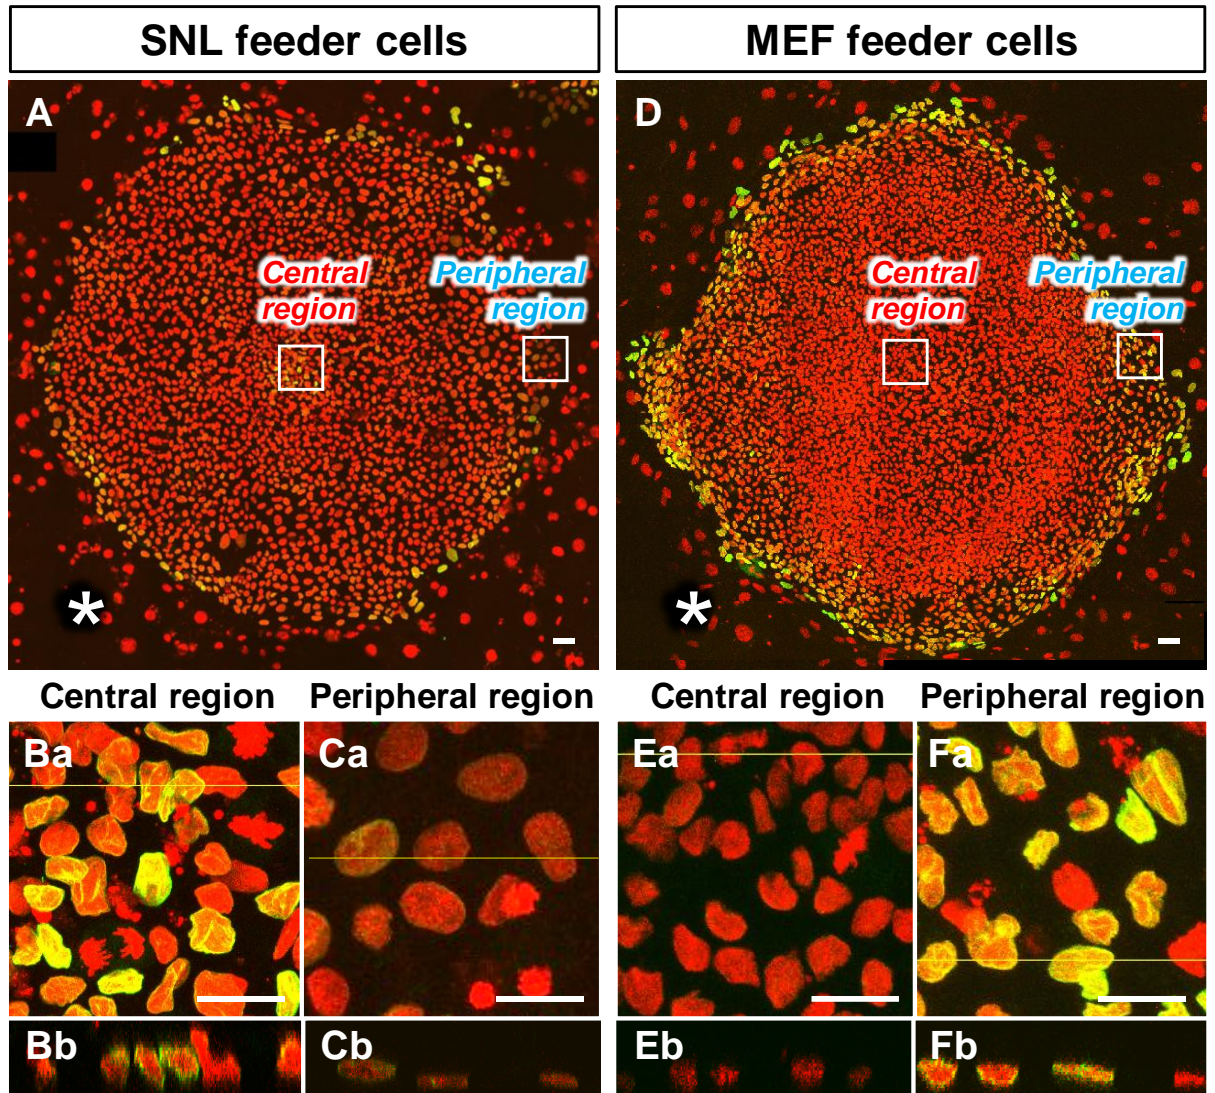 SNL feeder cells
MEF feeder cells
A
D
Central
region
Peripheral
region
Central
region
Peripheral
region
*
*
Central region
Peripheral region
Central region
Peripheral region
Ba
Ca
Ea
Fa
Bb
Cb
Eb
Fb